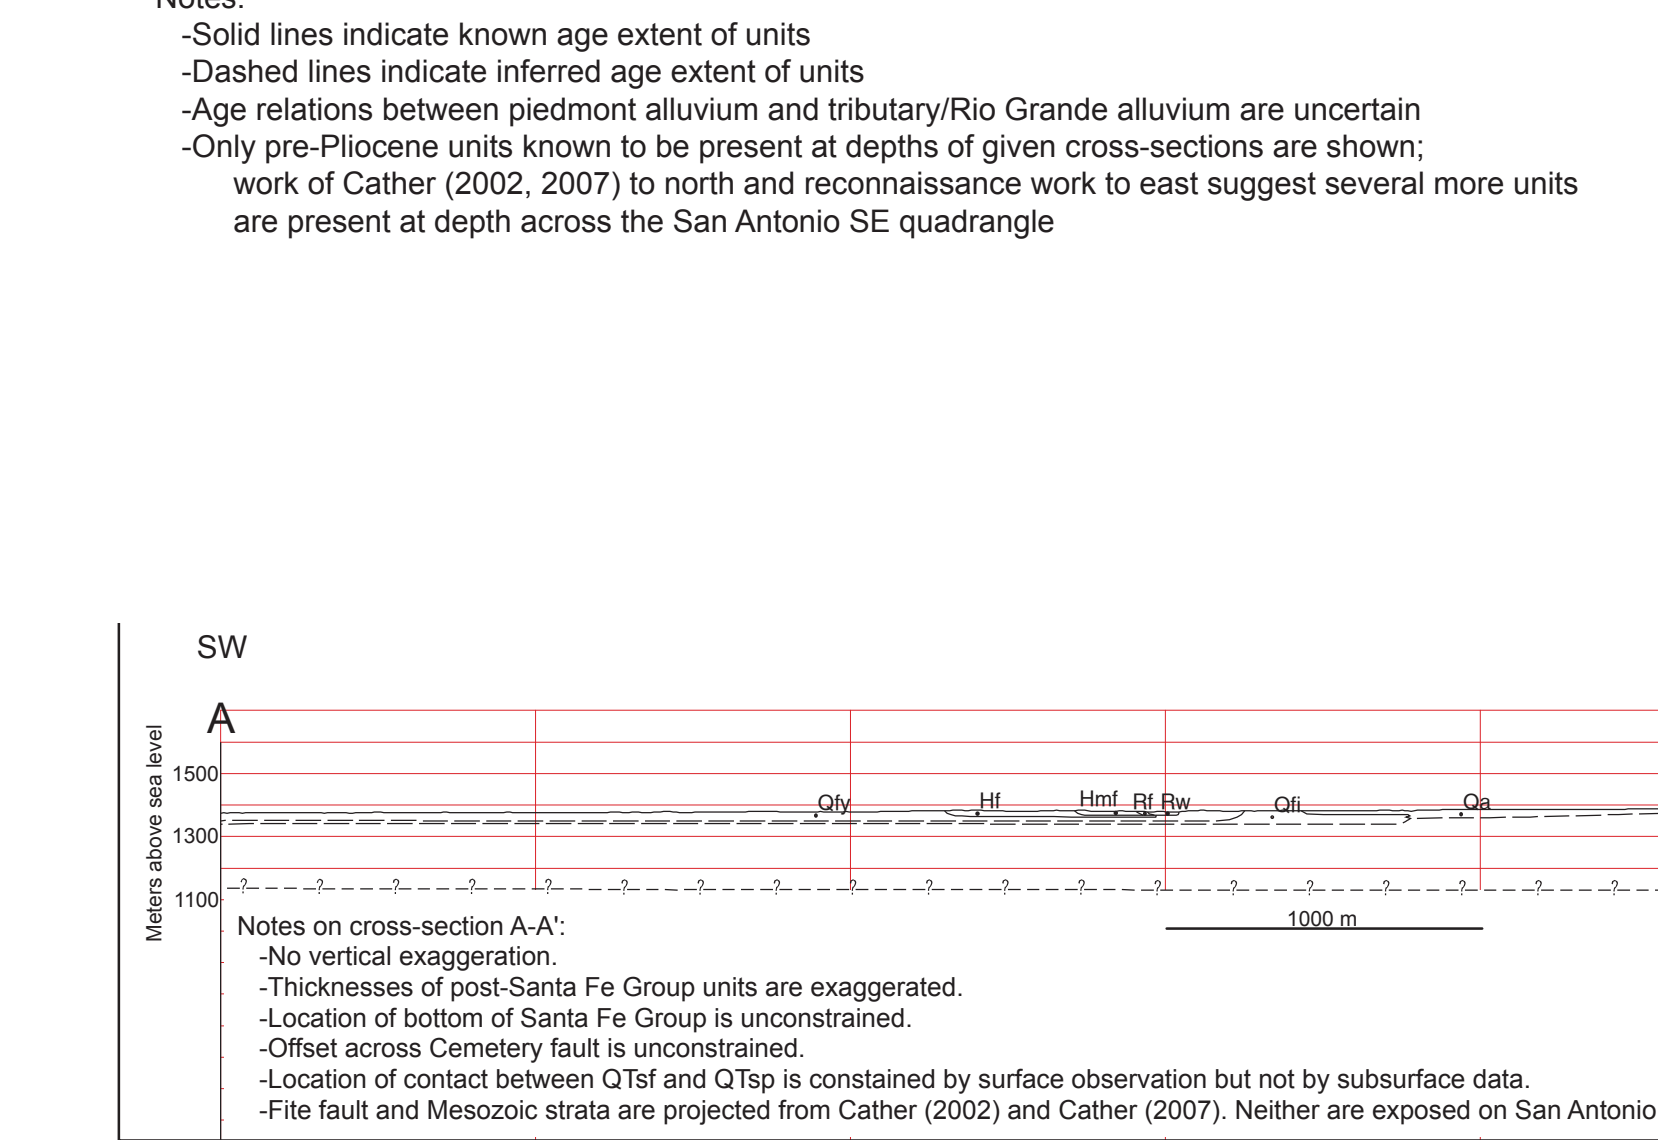 Notes:
-Solid lines indicate known age extent of units
-Dashed lines indicate inferred age extent of units
-Age relations between piedmont alluvium and tributary/Rio Grande alluvium are uncertain
-Only pre-Pliocene units known to be present at depths of given cross-sections are shown;
work of Cather (2002, 2007) to north and reconnaissance work to east suggest several more units
are present at depth across the San Antonio SE quadrangle
SW
A
Meters above sea level
1500
Qfy Hf Hmf Rf Rw Qfi Qa
1300
? ? ? ? ? ? ? ? ? ? ? ? ? ? ? ? ? ? ?
1100
1000 m
Notes on cross-section A-A':
-No vertical exaggeration.
-Thicknesses of post-Santa Fe Group units are exaggerated.
-Location of bottom of Santa Fe Group is unconstrained.
-Offset across Cemetery fault is unconstrained.
-Location of contact between QTsf and QTsp is constained by surface observation but not by subsurface data.
-Fite fault and Mesozoic strata are projected from Cather (2002) and Cather (2007). Neither are exposed on San Antonio